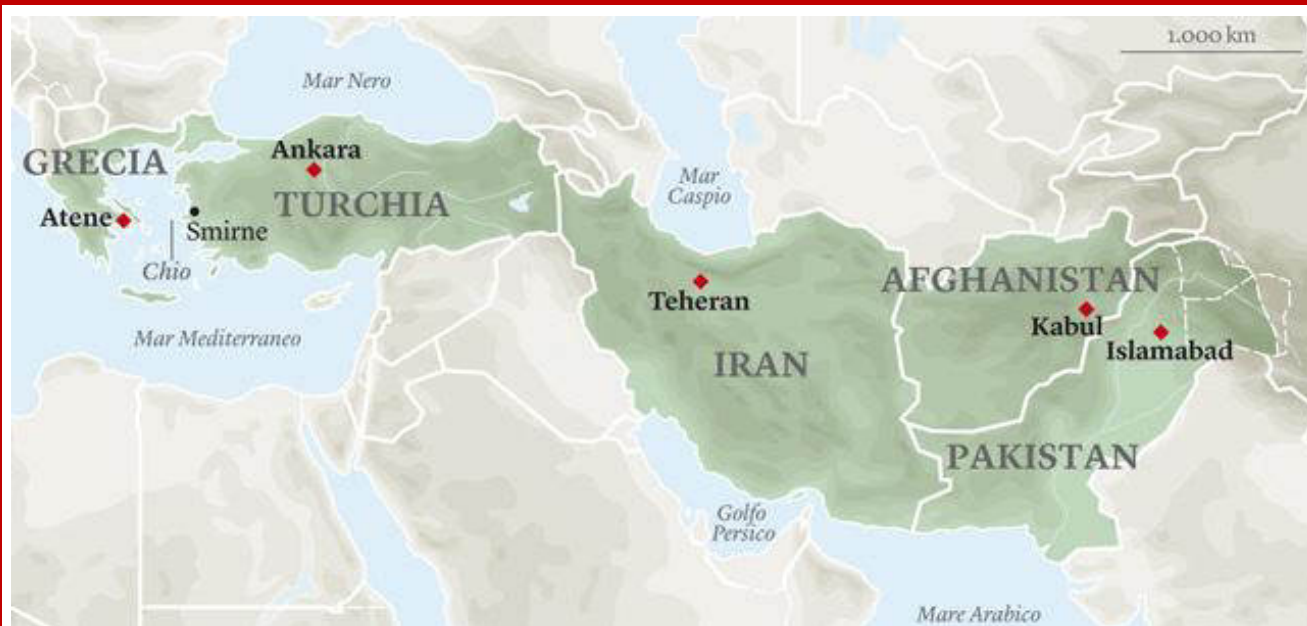 1.000 km
Mar Nero
Ankara
GRECIA
Mar
Caspio
TURCHIA
Atene
Smirne
Chio
AFGHANISTAN
Teheran
Kabul
Mar Mediterraneo
Islamabad
IRAN
PAKISTAN
Golfo
Persico
Mare Arabico